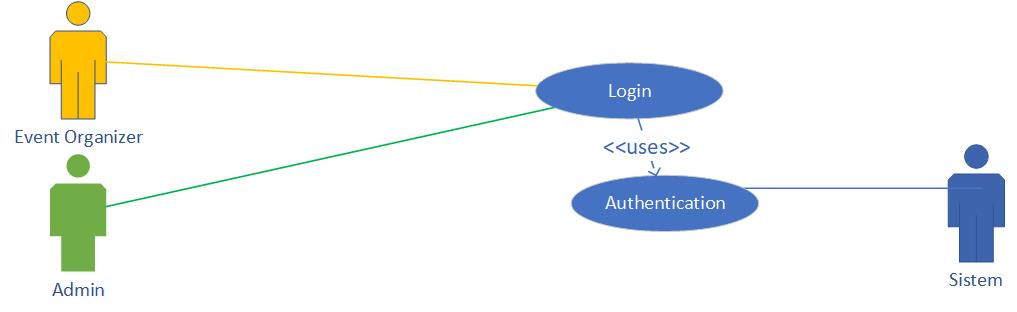 Event Organizer
Admin
Login
<<uses>>
Authentication
Sistem